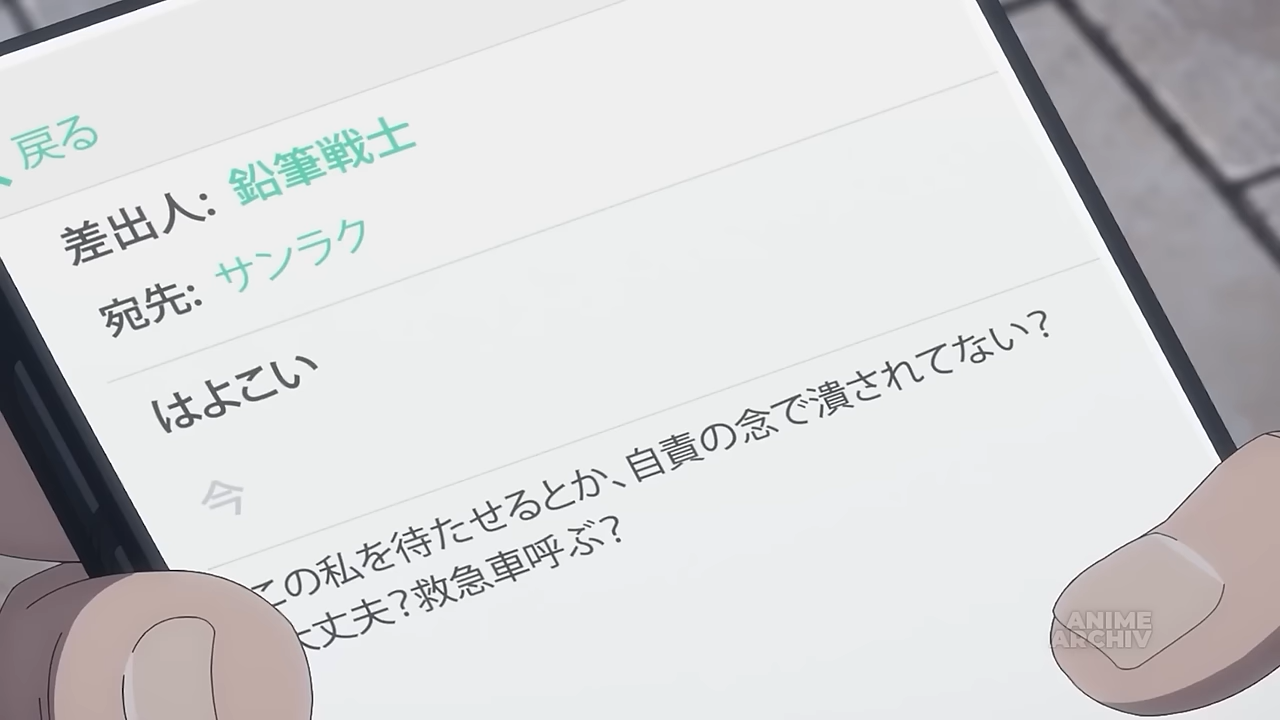 戻る
差出人: 鉛筆戦士
宛先: サンラク
はよこい
今
この私を待たせるとか、自責の念で潰されてない?
大丈夫?救急車呼ぶ?
ANIME
ARCHIV